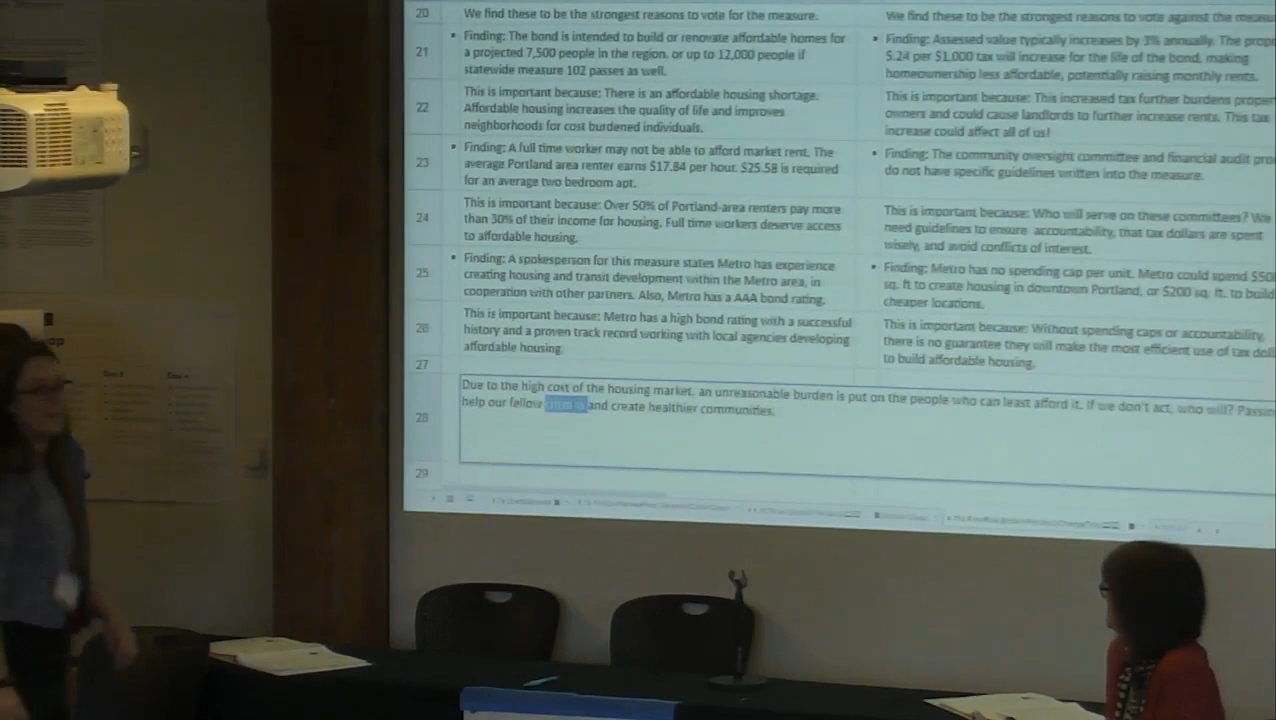 20
We find these to be the strongest reasons to vote for the measure.
We find these to be the strongest reasons to vote against the
21
• Finding: The bond is intended to build or renovate affordable homes for
a projected 7,500 people in the region, or up to 12,000 people if
statewide measure 102 passes as well.
• Finding: Assessed value typically increases by 3% annually. The
$.24 per $1,000 tax will increase for the life of the bond, making
homeownership less affordable, potentially raising monthly rents.
22
This is important because: There is an affordable housing shortage.
Affordable housing increases the quality of life and improves
neighborhoods for cost burdened individuals.
This is important because: This increased tax further burdens
owners and could cause landlords to further increase rents. This tax
increase could affect all of us!
23
• Finding: A full time worker may not be able to afford market rent. The
average Portland area renter earns $17.84 per hour. $25.58 is required
for an average two bedroom apt.
• Finding: The community oversight committee and financial audit
do not have specific guidelines written into the measure.
24
This is important because: Over 50% of Portland-area renters pay more
than 30% of their income for housing. Full time workers deserve access
to affordable housing.
This is important because: Who will serve on these committees? We
need guidelines to ensure accountability, that tax dollars are spent
wisely, and avoid conflicts of interest.
25
• Finding: A spokesperson for this measure states Metro has experience
creating housing and transit development within the Metro area, in
cooperation with other partners. Also, Metro has a AAA bond rating.
• Finding: Metro has no spending cap per unit. Metro could spend
sq. ft to create housing in downtown Portland, or $200 sq. ft. to build
cheaper locations.
26
This is important because: Metro has a high bond rating with a successful
history and a proven track record working with local agencies developing
affordable housing.
This is important because: Without spending caps or accountability,
there is no guarantee they will make the most efficient use of tax
to build affordable housing.
27
28
Due to the high cost of the housing market, an unreasonable burden is put on the people who can least afford it. If we don't act, who will?
help our fellow and create healthier communities.
29